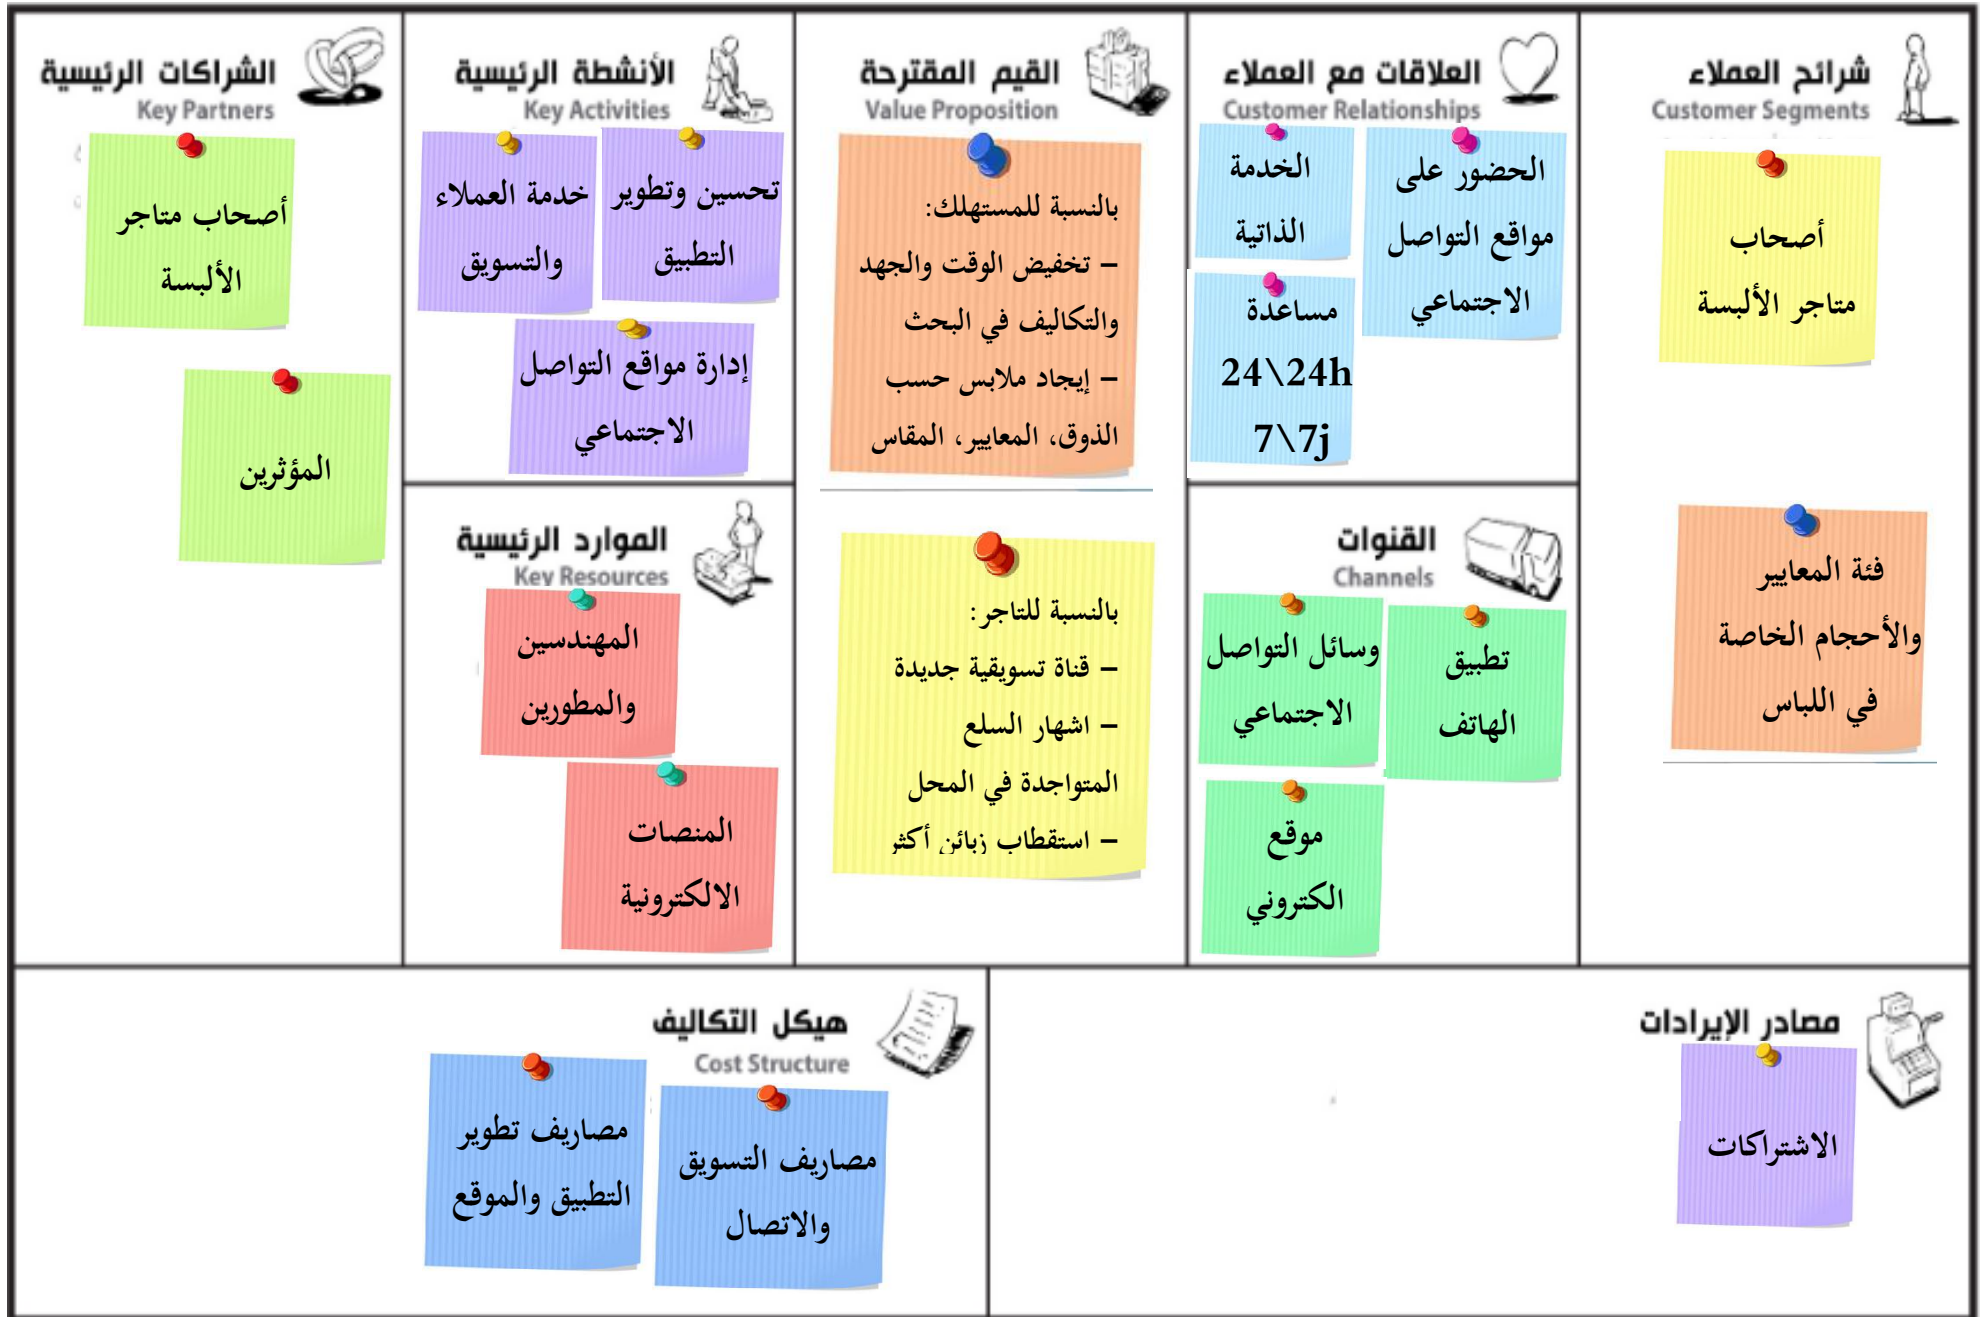 شرائح العملاء
Customer Segments
أصحاب
متاجر الألبسة
فئة المعايير
والأحجام الخاصة
في اللباس
العلاقات مع العملاء
Customer Relationships
الحضور على
مواقع التواصل
الاجتماعي
الخدمة
الذاتية
مساعدة
24\24h
7\7j
القنوات
Channels
تطبيق
الهاتف
وسائل التواصل
الاجتماعي
موقع
الكتروني
القيم المقترحة
Value Proposition
بالنسبة للمستهلك:
– تخفيض الوقت والجهد
والتكاليف في البحث
– إيجاد ملابس حسب
الذوق، المعايير، المقاس
بالنسبة للتاجر:
– قناة تسويقية جديدة
– اشهار السلع
المتواجدة في المحل
– استقطاب زبائن أكثر
الأنشطة الرئيسية
Key Activities
تحسين وتطوير
التطبيق
خدمة العملاء
والتسويق
إدارة مواقع التواصل
الاجتماعي
الموارد الرئيسية
Key Resources
المهندسين
والمطورين
المنصات
الالكترونية
الشراكات الرئيسية
Key Partners
أصحاب متاجر
الألبسة
المؤثرين
مصادر الإيرادات
الاشتراكات
هيكل التكاليف
Cost Structure
مصاريف التسويق
والاتصال
مصاريف تطوير
التطبيق والموقع